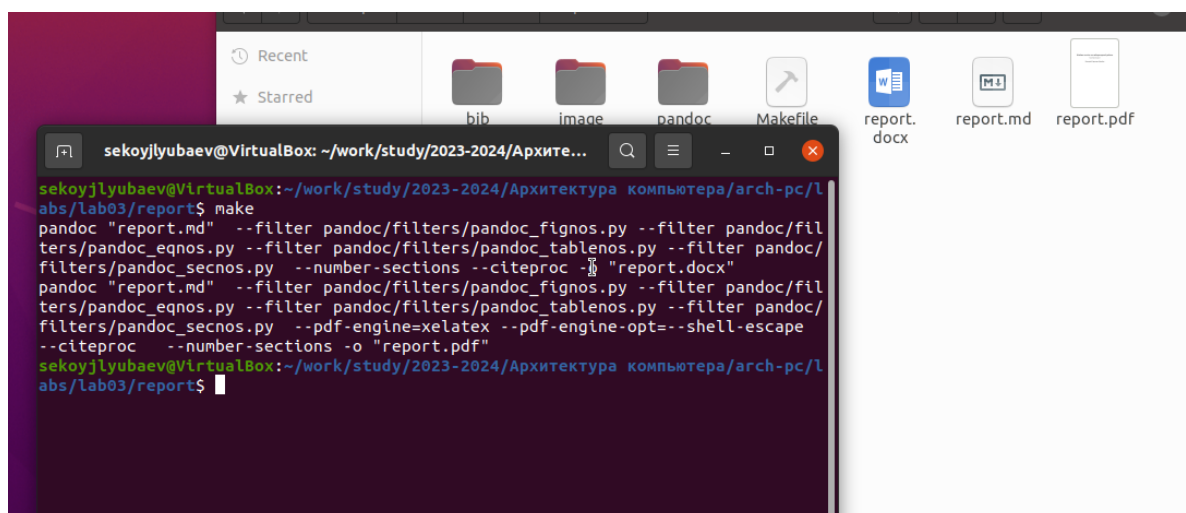 Recent
Starred
bib
image
pandoc
Makefile
report.
docx
report.md
report.pdf
sekoyjlyubaev@VirtualBox: ~/work/study/2023-2024/Архите...
sekoyjlyubaev@VirtualBox:~/work/study/2023-2024/Архитектура компьютера/arch-pc/l
abs/lab03/report$ make
pandoc "report.md"  --filter pandoc/filters/pandoc_fignos.py --filter pandoc/fil
ters/pandoc_eqnos.py --filter pandoc/filters/pandoc_tablenos.py --filter pandoc/
filters/pandoc_secnos.py  --number-sections --citeproc -o "report.docx"
pandoc "report.md"  --filter pandoc/filters/pandoc_fignos.py --filter pandoc/fil
ters/pandoc_eqnos.py --filter pandoc/filters/pandoc_tablenos.py --filter pandoc/
filters/pandoc_secnos.py  --pdf-engine=xelatex --pdf-engine-opt=--shell-escape
--citeproc   --number-sections -o "report.pdf"
sekoyjlyubaev@VirtualBox:~/work/study/2023-2024/Архитектура компьютера/arch-pc/l
abs/lab03/report$